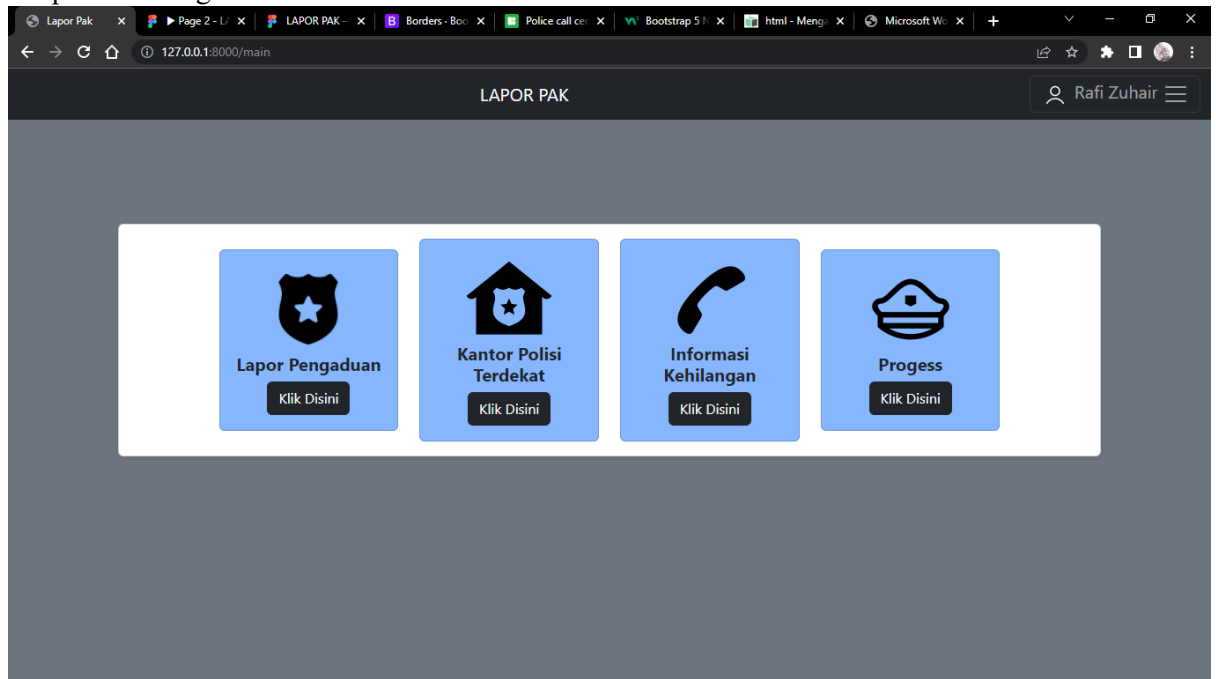 Lapor Pak
Page 2 - L
LAPOR PAK –
Borders · Boo
Police call cen
Bootstrap 5 N
html - Menga
Microsoft Wo
127.0.0.1:8000/main
LAPOR PAK
Rafi Zuhair
Lapor Pengaduan
Klik Disini
Kantor Polisi
Terdekat
Klik Disini
Informasi
Kehilangan
Klik Disini
Progess
Klik Disini